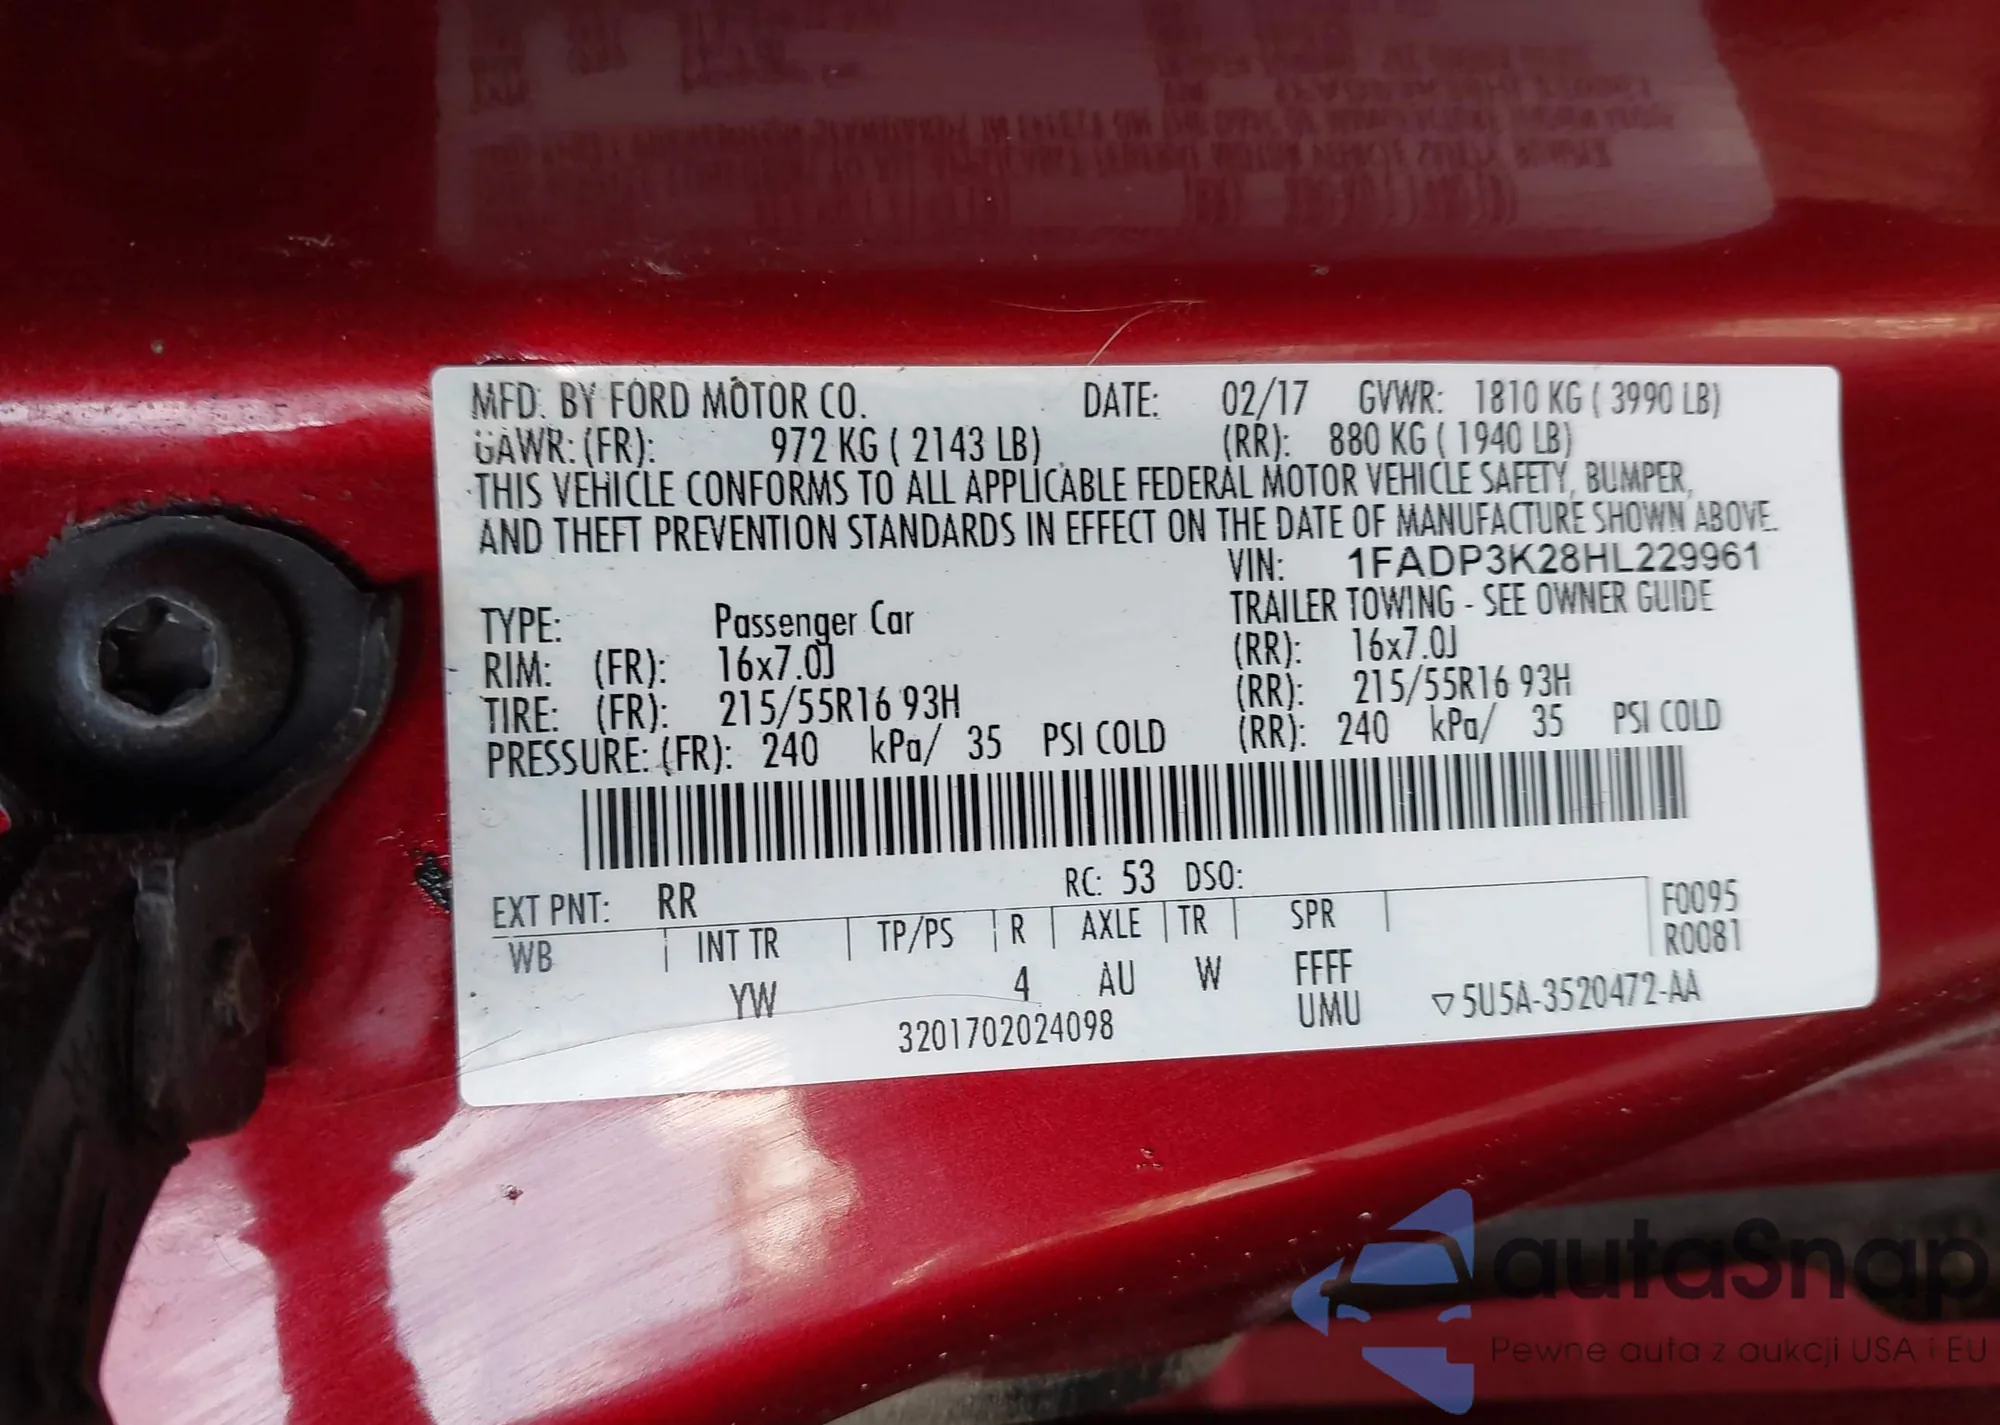 MFD. BY FORD MOTOR CO. DATE: 02/17 GVWR: 1810 KG ( 3990 LB)
GAWR: (FR): 972 KG ( 2143 LB) (RR): 880 KG ( 1940 LB)
THIS VEHICLE CONFORMS TO ALL APPLICABLE FEDERAL MOTOR VEHICLE SAFETY, BUMPER,
AND THEFT PREVENTION STANDARDS IN EFFECT ON THE DATE OF MANUFACTURE SHOWN ABOVE.
VIN: 1FADP3K28HL229961
TYPE: Passenger Car TRAILER TOWING - SEE OWNER GUIDE
RIM: (FR): 16x7.0J (RR): 16x7.0J
TIRE: (FR): 215/55R16 93H (RR): 215/55R16 93H
PRESSURE: (FR): 240 kPa/ 35 PSI COLD (RR): 240 kPa/ 35 PSI COLD
EXT PNT: RR RC: 53 DSO:
WB INT TR TP/PS R AXLE TR SPR F0095
R0081
YW 4 AU W FFFF
3201702024098 UMU ▽5U5A-3520472-AA
autaSnap
Pewne auta z aukcji USA i EU